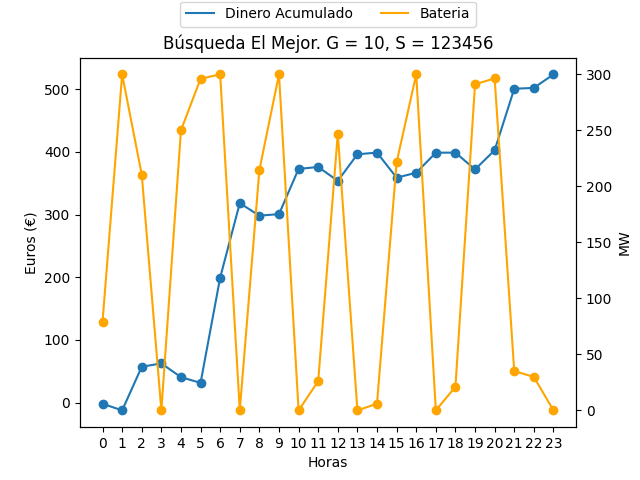 Dinero Acumulado Bateria
Búsqueda El Mejor. G = 10, S = 123456
500
400
300
200
100
0
Euros (€)
300
250
200
150
100
50
0
MW
0 1 2 3 4 5 6 7 8 9 10 11 12 13 14 15 16 17 18 19 20 21 22 23
Horas